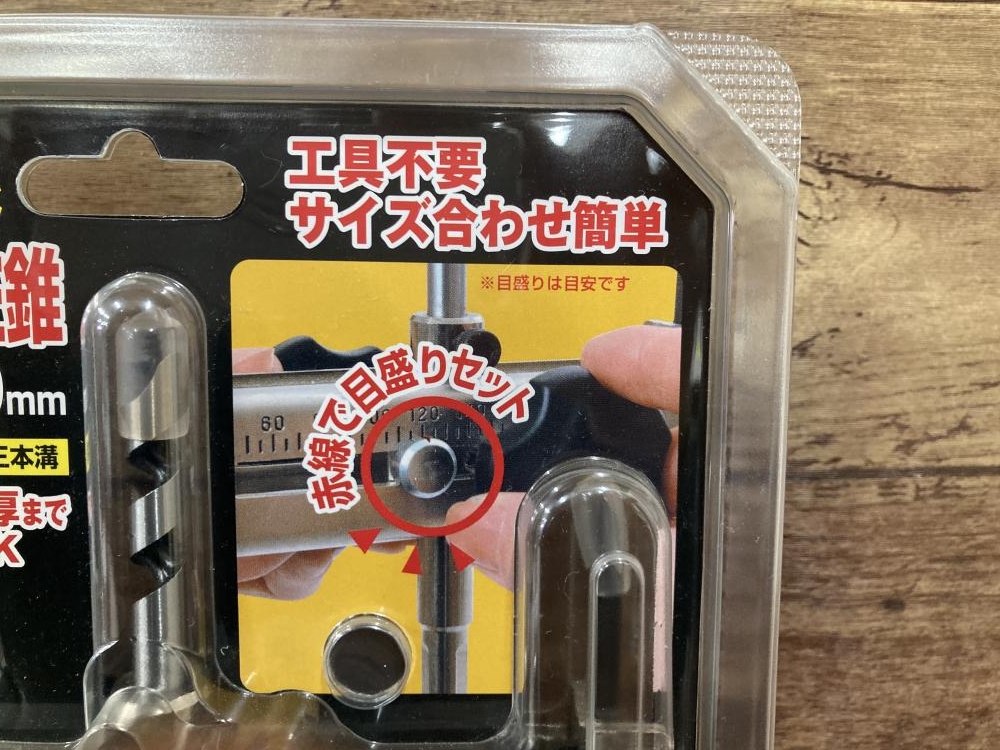 工具不要
サイズ合わせ簡単
※目盛りは目安です
赤線で目盛りセット
60
120
錐
mm
三本溝
厚まで
K